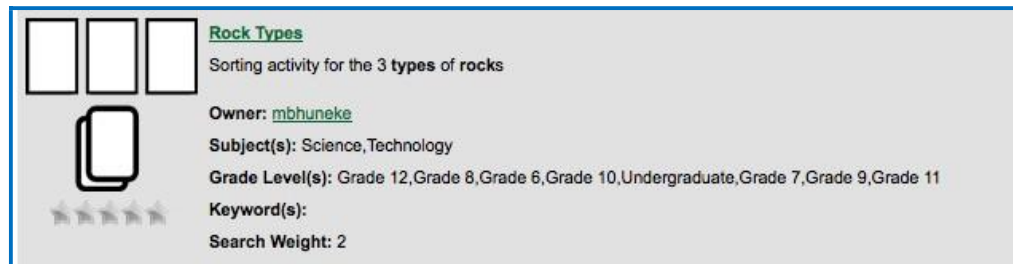 Rock Types
Sorting activity for the 3 types of rocks
Owner: mbhuneke
Subject(s): Science,Technology
Grade Level(s): Grade 12,Grade 8,Grade 6,Grade 10,Undergraduate,Grade 7,Grade 9,Grade 11
Keyword(s):
Search Weight: 2